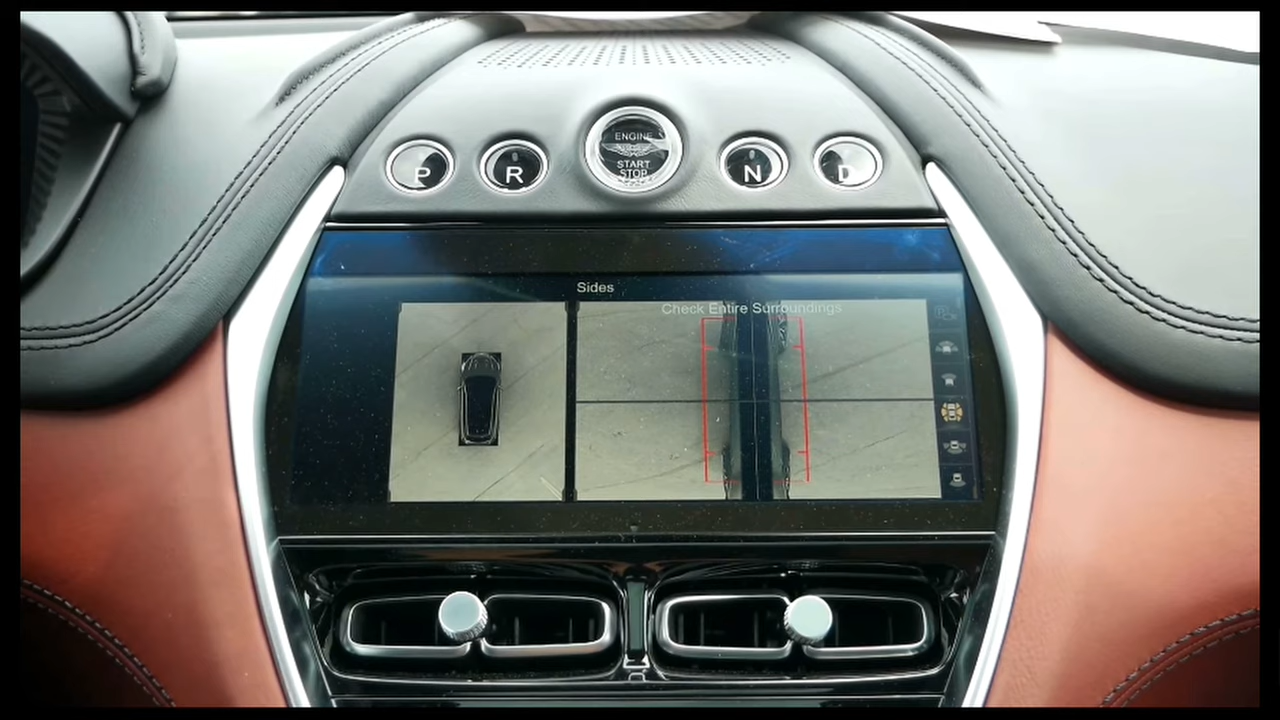 ENGINE
START
STOP
P
R
N
D
Sides
Check Entire Surroundings